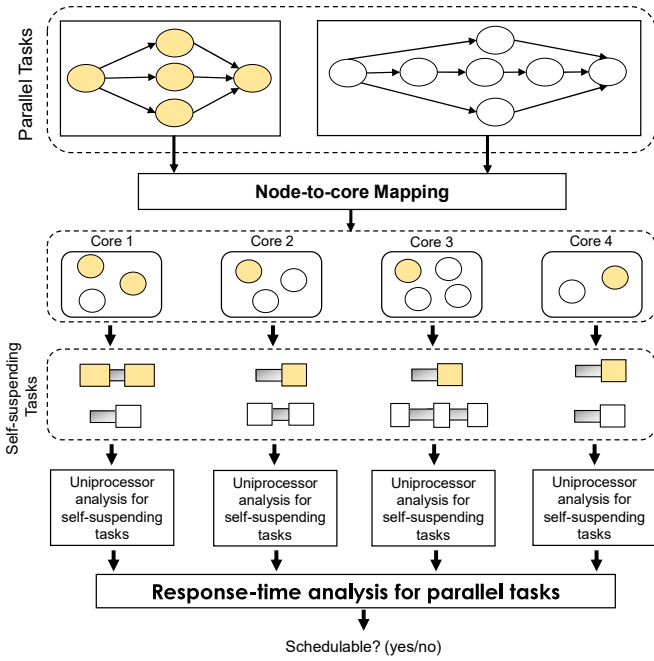 Parallel Tasks
Node-to-core Mapping
Core 1
Core 2
Core 3
Core 4
Self-suspending
Tasks
Uniprocessor
analysis for
self-suspending
tasks
Uniprocessor
analysis for
self-suspending
tasks
Uniprocessor
analysis for
self-suspending
tasks
Uniprocessor
analysis for
self-suspending
tasks
Response-time analysis for parallel tasks
Schedulable? (yes/no)